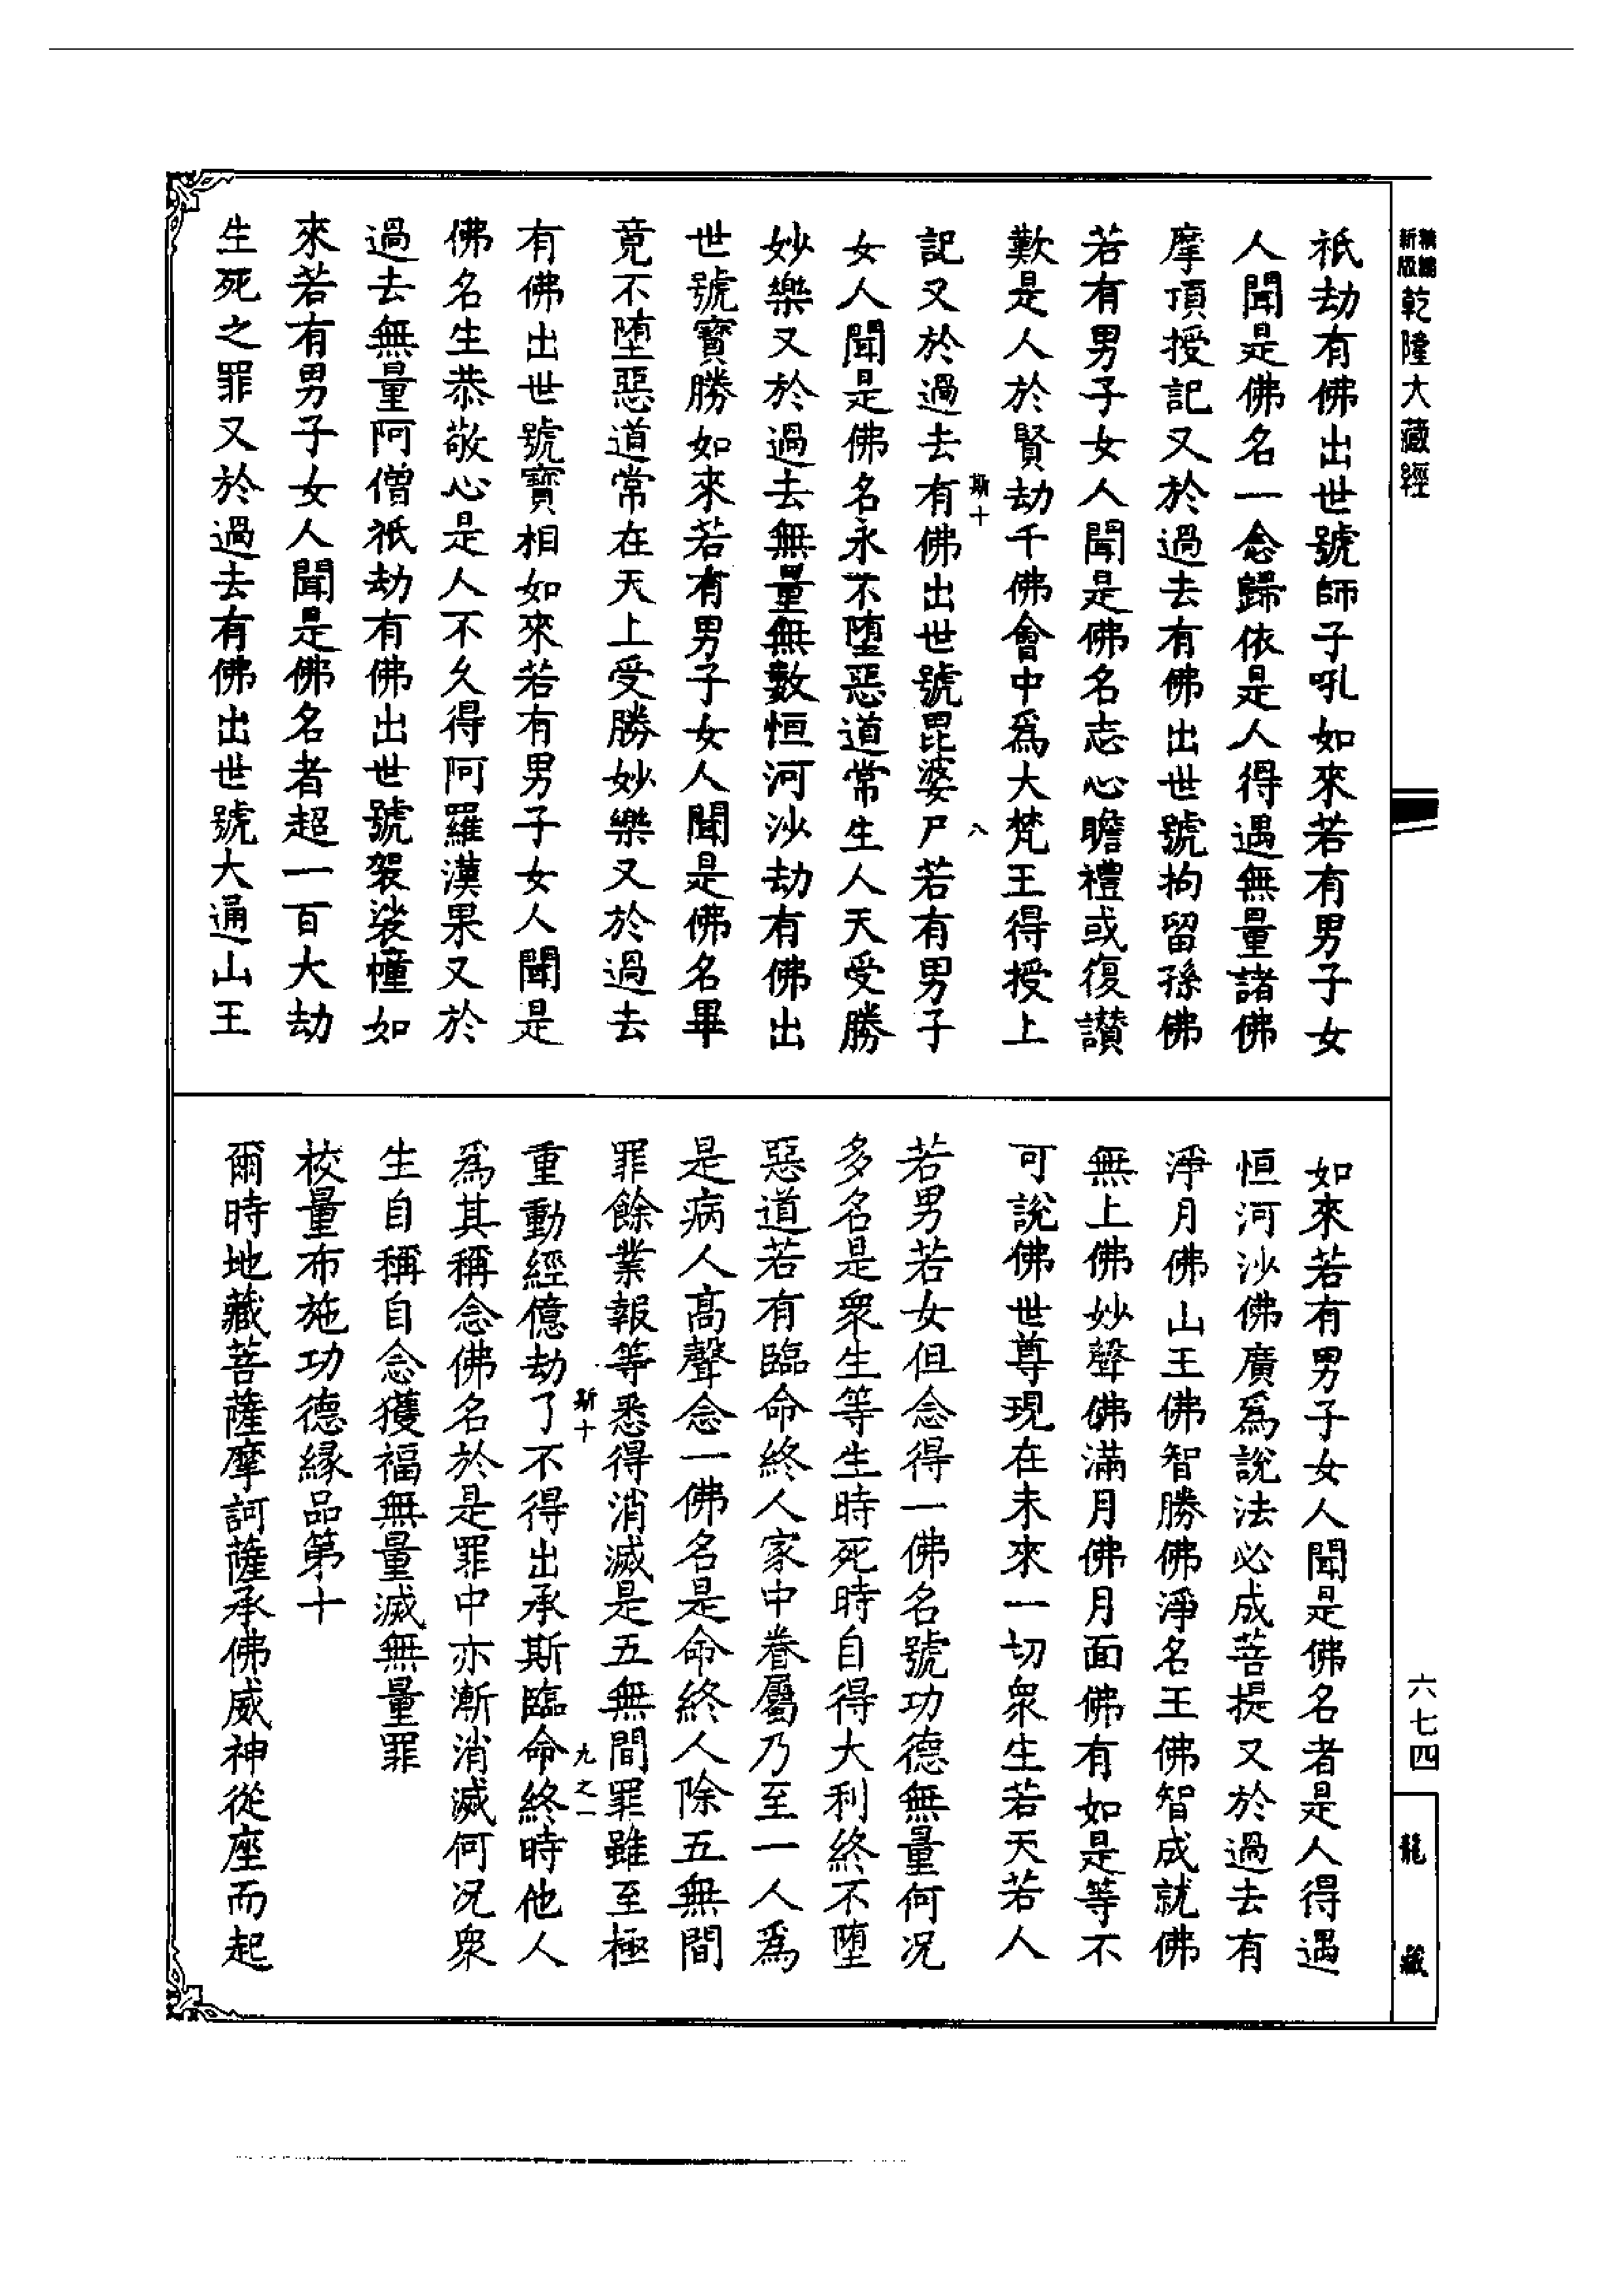 新版精編乾隆大藏經
祇劫有佛出世號師子吼如來若有男子女
人聞是佛名一念歸依是人得遇無量諸佛
摩頂授記又於過去有佛出世號拘留孫佛
若有男子女人聞是佛名志心瞻禮或復讚
歎是人於賢劫千佛會中爲大梵王得授上
斯十 八
記又於過去有佛出世號毘婆尸若有男子
女人聞是佛名永不墮惡道常生人天受勝
妙樂又於過去無量無數恒河沙劫有佛出
世號寶勝如來若有男子女人聞是佛名畢
竟不墮惡道常在天上受勝妙樂又於過去
有佛出世號寶相如來若有男子女人聞是
佛名生恭敬心是人不久得阿羅漢果又於
過去無量阿僧祇劫有佛出世號袈裟幢如
來若有男子女人聞是佛名者超一百大劫
生死之罪又於過去有佛出世號大通山王
如來若有男子女人聞是佛名者是人得遇
恒河沙佛廣爲說法必成菩提又於過去有
淨月佛山王佛智勝佛淨名王佛智成就佛
無上佛妙聲佛滿月佛月面佛有如是等不
可說佛世尊現在未來一切衆生若天若人
若男若女但念得一佛名號功德無量何況
多名是衆生等生時死時自得大利終不墮
惡道若有臨命終人家中眷屬乃至一人爲
是病人高聲念一佛名是命終人除五無間
罪餘業報等悉得消滅是五無間罪雖至極
斯十 九之一
重動經億劫了不得出承斯臨命終時他人
爲其稱念佛名於是罪中亦漸消滅何況衆
生自稱自念獲福無量滅無量罪
校量布施功德緣品第十
爾時地藏菩薩摩訶薩承佛威神從座而起
六七四
龍藏